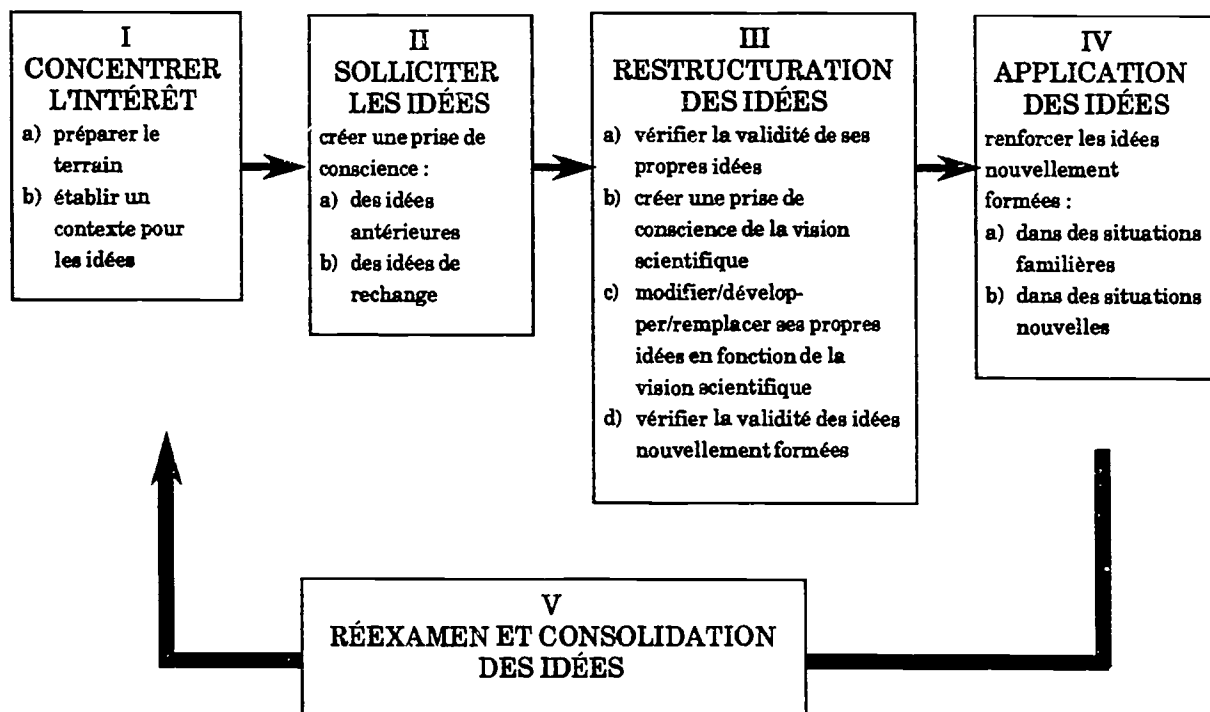 I
CONCENTRER
L'INTÉRÊT
a) préparer le
terrain
b) établir un
contexte pour
les idées
II
SOLLICITER
LES IDÉES
créer une prise de
conscience :
a) des idées
antérieures
b) des idées de
rechange
III
RESTRUCTURATION
DES IDÉES
a) vérifier la validité de ses
propres idées
b) créer une prise de
conscience de la vision
scientifique
c) modifier/dévelop-
per/remplacer ses propres
idées en fonction de la
vision scientifique
d) vérifier la validité des idées
nouvellement formées
IV
APPLICATION
DES IDÉES
renforcer les idées
nouvellement
formées :
a) dans des situations
familières
b) dans des situations
nouvelles
V
RÉEXAMEN ET CONSOLIDATION
DES IDÉES